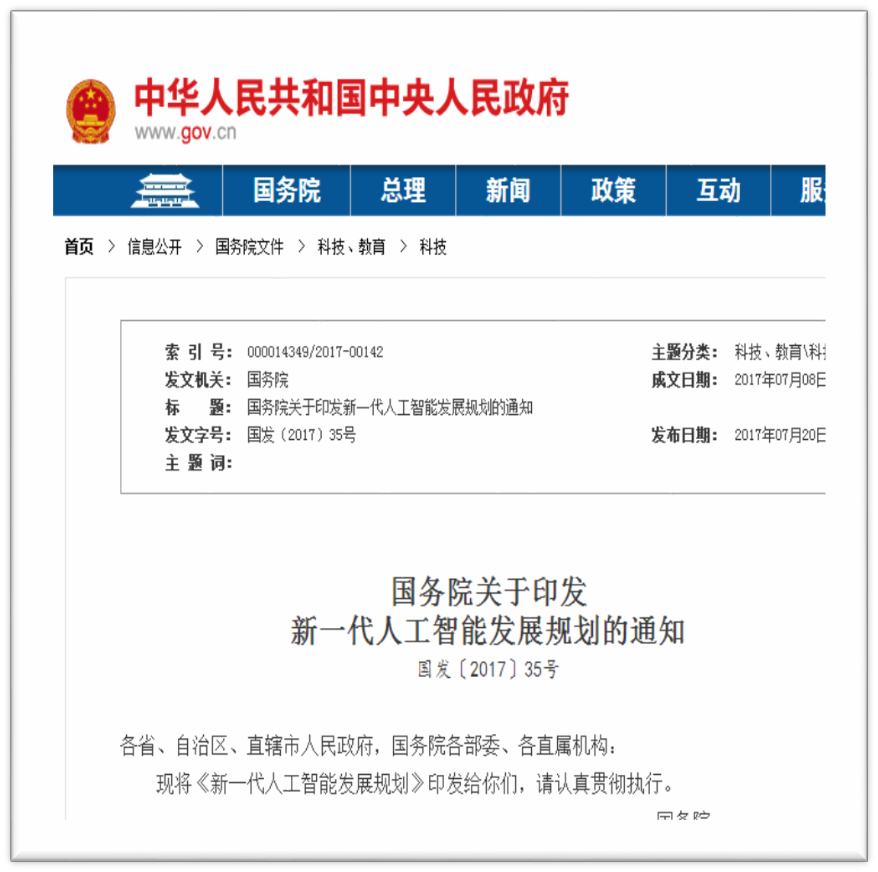 中华人民共和国中央人民政府
www.gov.cn
国务院 总理 新闻 政策 互动 服
首页 > 信息公开 > 国务院文件 > 科技、教育 > 科技
索 引 号： 000014349/2017-00142 主题分类： 科技、教育\科技
发文机关： 国务院 成文日期： 2017年07月08日
标 题： 国务院关于印发新一代人工智能发展规划的通知
发文字号： 国发〔2017〕35号 发布日期： 2017年07月20日
主 题 词：
国务院关于印发
新一代人工智能发展规划的通知
国发〔2017〕35号
各省、自治区、直辖市人民政府，国务院各部委、各直属机构：
现将《新一代人工智能发展规划》印发给你们，请认真贯彻执行。
国务院